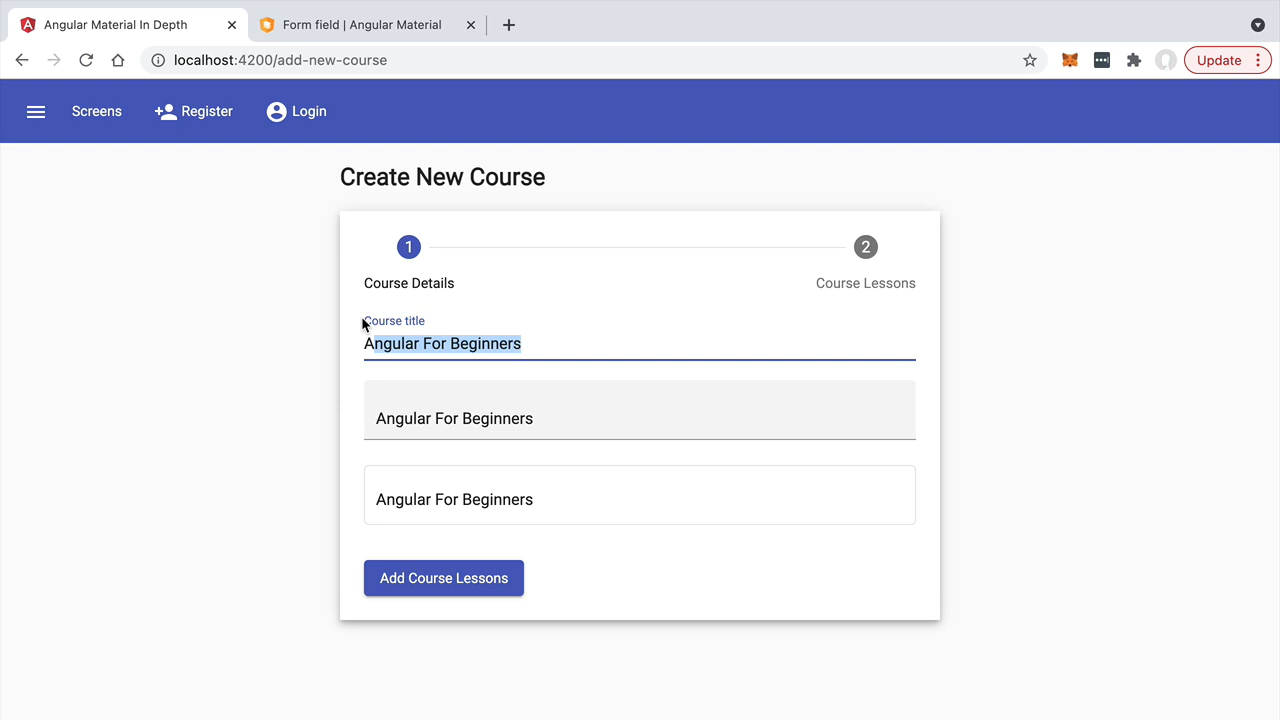 Angular Material In Depth
Form field | Angular Material
localhost:4200/add-new-course
Update
Screens
Register
Login
Create New Course
1
2
Course Details
Course Lessons
Course title
Angular For Beginners
Angular For Beginners
Angular For Beginners
Add Course Lessons